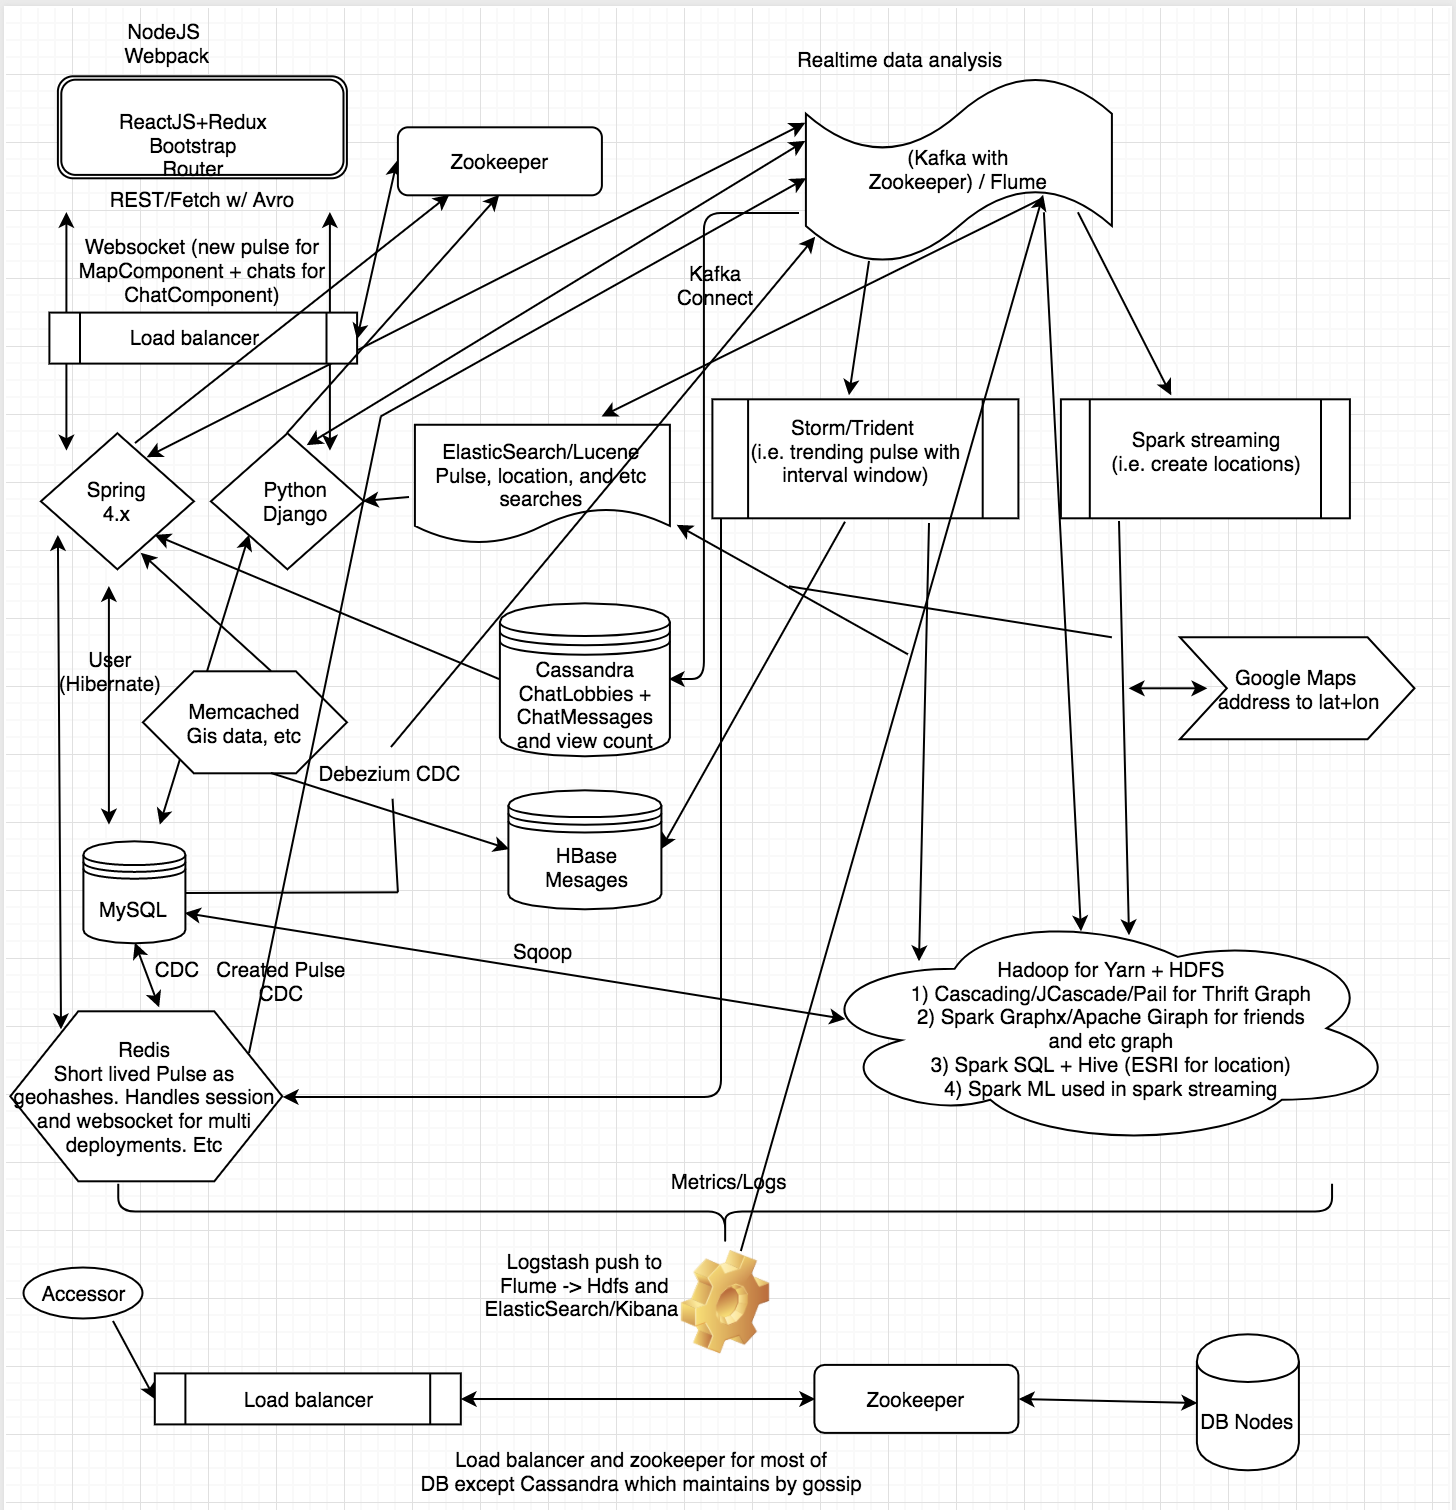 NodeJS
Webpack
ReactJS+Redux
Bootstrap
Router
REST/Fetch w/ Avro
Websocket (new pulse for
MapComponent + chats for
ChatComponent)
Load balancer
Zookeeper
Realtime data analysis
(Kafka with
Zookeeper) / Flume
Kafka
Connect
Spring
4.x
Python
Django
ElasticSearch/Lucene
Pulse, location, and etc
searches
Storm/Trident
(i.e. trending pulse with
interval window)
Spark streaming
(i.e. create locations)
User
(Hibernate)
Memcached
Gis data, etc
Cassandra
ChatLobbies +
ChatMessages
and view count
Google Maps
address to lat+lon
Debezium CDC
HBase
Mesages
MySQL
Sqoop
CDC
Created Pulse
CDC
Hadoop for Yarn + HDFS
1) Cascading/JCascade/Pail for Thrift Graph
2) Spark Graphx/Apache Giraph for friends
and etc graph
3) Spark SQL + Hive (ESRI for location)
4) Spark ML used in spark streaming
Redis
Short lived Pulse as
geohashes. Handles session
and websocket for multi
deployments. Etc
Metrics/Logs
Logstash push to
Flume -> Hdfs and
ElasticSearch/Kibana
Accessor
Load balancer
Zookeeper
DB Nodes
Load balancer and zookeeper for most of
DB except Cassandra which maintains by gossip